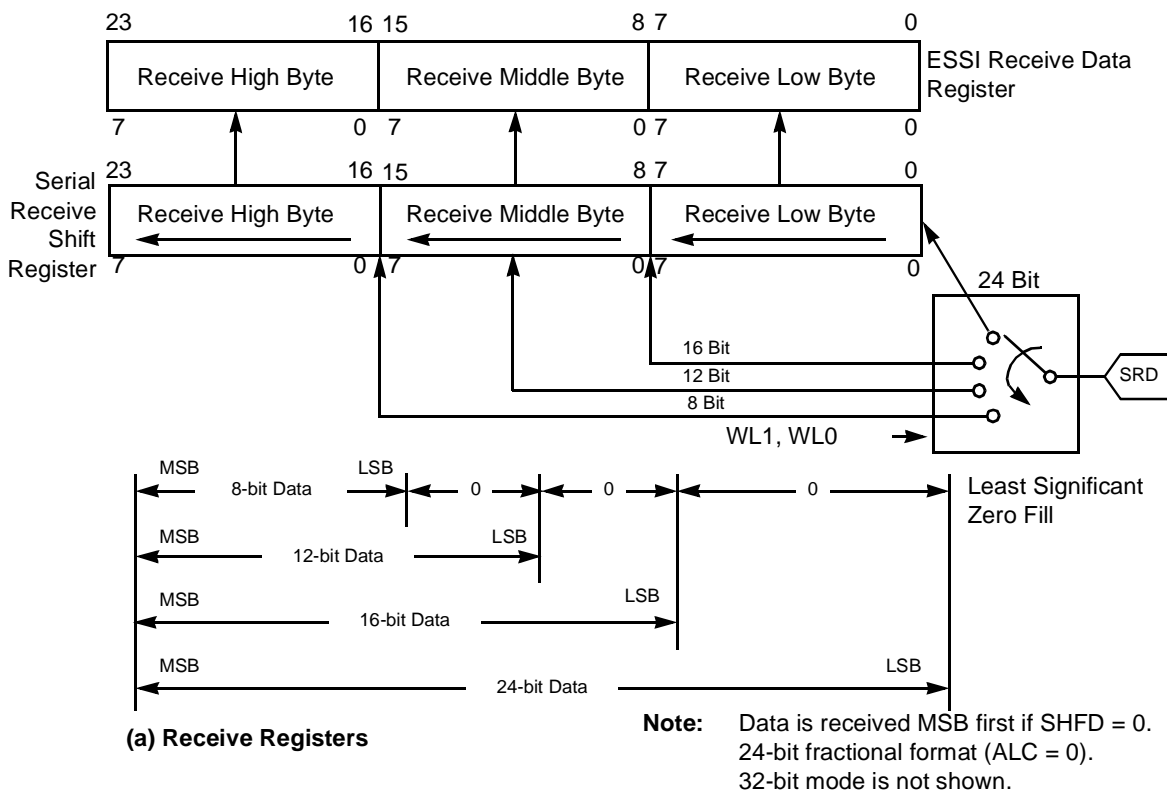 23 16 15 8 7 0
Receive High Byte Receive Middle Byte Receive Low Byte
ESSI Receive Data
Register
7 0 7 0 7 0
23 16 15 8 7 0
Serial
Receive
Shift
Register
Receive High Byte Receive Middle Byte Receive Low Byte
7 0 7 0 7 0
24 Bit
16 Bit
12 Bit
8 Bit
SRD
WL1, WL0
MSB LSB
8-bit Data 0 0 0
Least Significant
Zero Fill
MSB LSB
12-bit Data
MSB LSB
16-bit Data
MSB LSB
24-bit Data
(a) Receive Registers
Note: Data is received MSB first if SHFD = 0.
24-bit fractional format (ALC = 0).
32-bit mode is not shown.